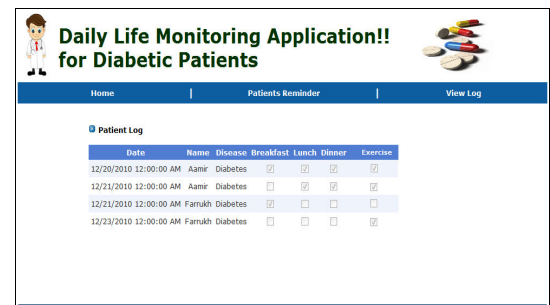 Daily Life Monitoring Application!!
for Diabetic Patients
Home | Patients Reminder | View Log
Patient Log
Date Name Disease Breakfast Lunch Dinner Exercise
12/20/2010 12:00:00 AM Aamir Diabetes
12/21/2010 12:00:00 AM Aamir Diabetes
12/21/2010 12:00:00 AM Farrukh Diabetes
12/23/2010 12:00:00 AM Farrukh Diabetes